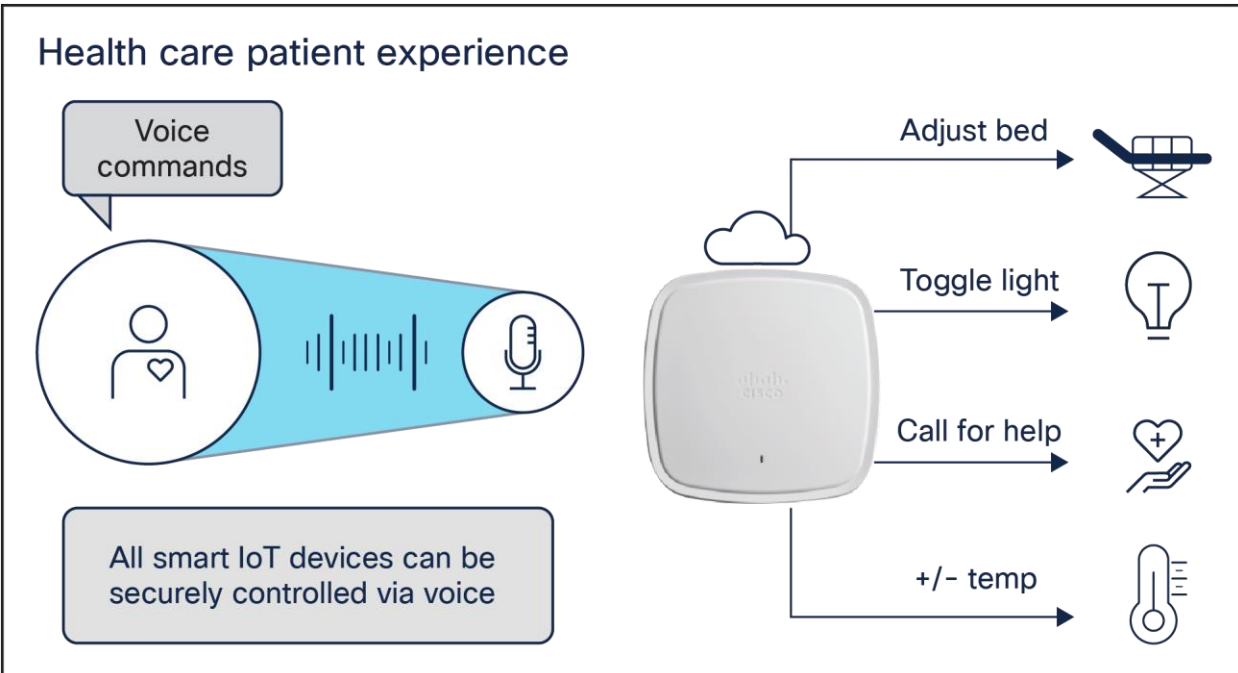 Health care patient experience
Voice
commands
Adjust bed
Toggle light
Call for help
+/- temp
CISCO
All smart IoT devices can be
securely controlled via voice